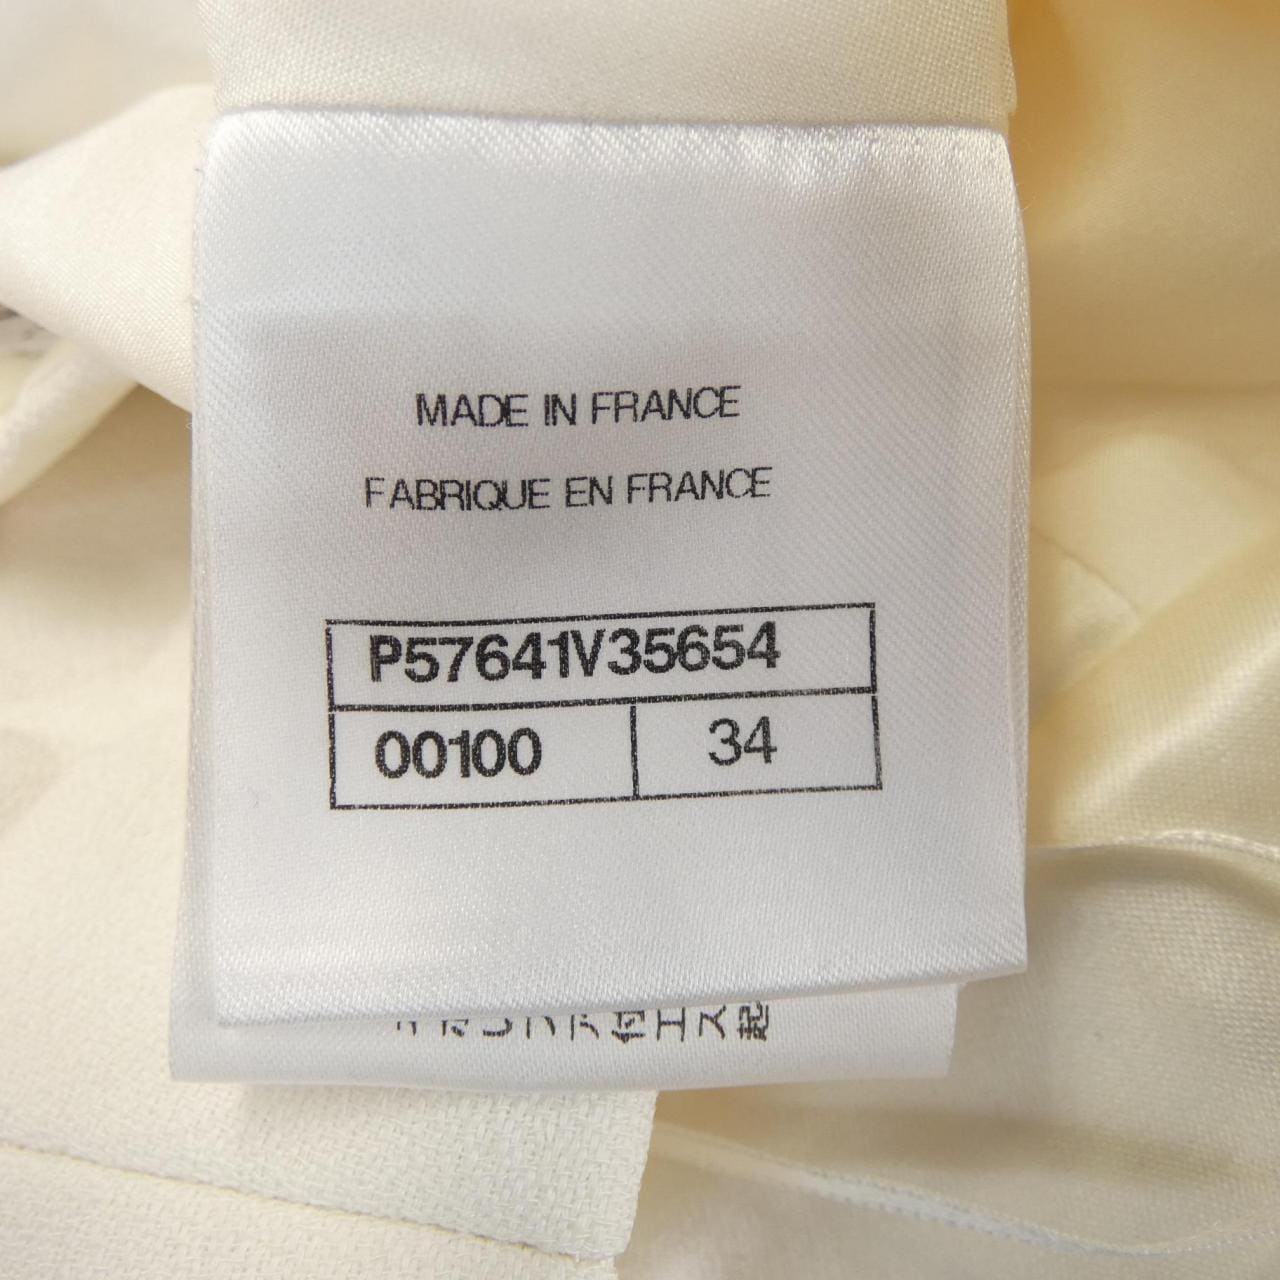 MADE IN FRANCE
FABRIQUE EN FRANCE
P57641V35654
00100 34